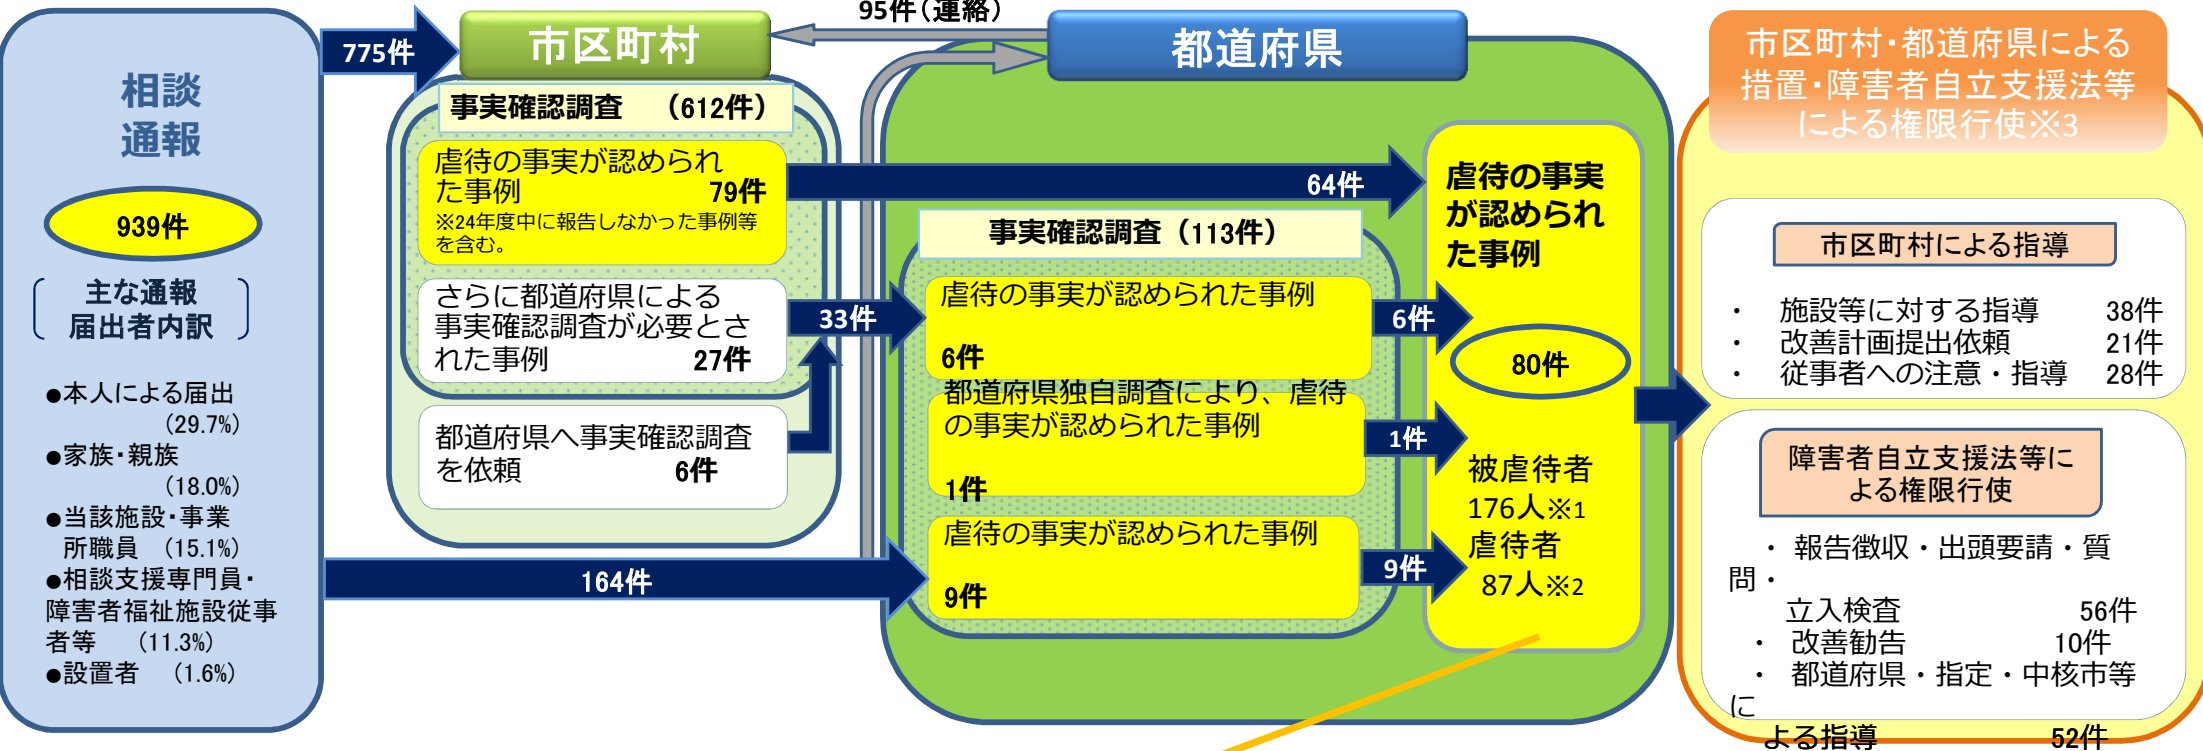 相談
通報
939件
主な通報
届出者内訳
●本人による届出
(29.7%)
●家族・親族
(18.0%)
●当該施設・事業
所職員 (15.1%)
●相談支援専門員・
障害者福祉施設従事
者等 (11.3%)
●設置者 (1.6%)
775件
164件
市区町村
事実確認調査 (612件)
虐待の事実が認められ
た事例 79件
※24年度中に報告しなかった事例等
を含む。
さらに都道府県による
事実確認調査が必要とさ
れた事例 27件
都道府県へ事実確認調査
を依頼 6件
95件(連絡)
都道府県
64件
33件
事実確認調査(113件)
虐待の事実が認められた事例
6件
都道府県独自調査により、虐待
の事実が認められた事例
1件
虐待の事実が認められた事例
9件
6件
1件
9件
虐待の事実
が認められ
た事例
80件
被虐待者
176人※1
虐待者
87人※2
市区町村・都道府県による
措置・障害者自立支援法等
による権限行使※3
市区町村による指導
・ 施設等に対する指導 38件
・ 改善計画提出依頼 21件
・ 従事者への注意・指導 28件
障害者自立支援法等に
よる権限行使
・ 報告徴収・出頭要請・質
問・
立入検査 56件
・ 改善勧告 10件
・ 都道府県・指定・中核市等
に
よる指導 52件